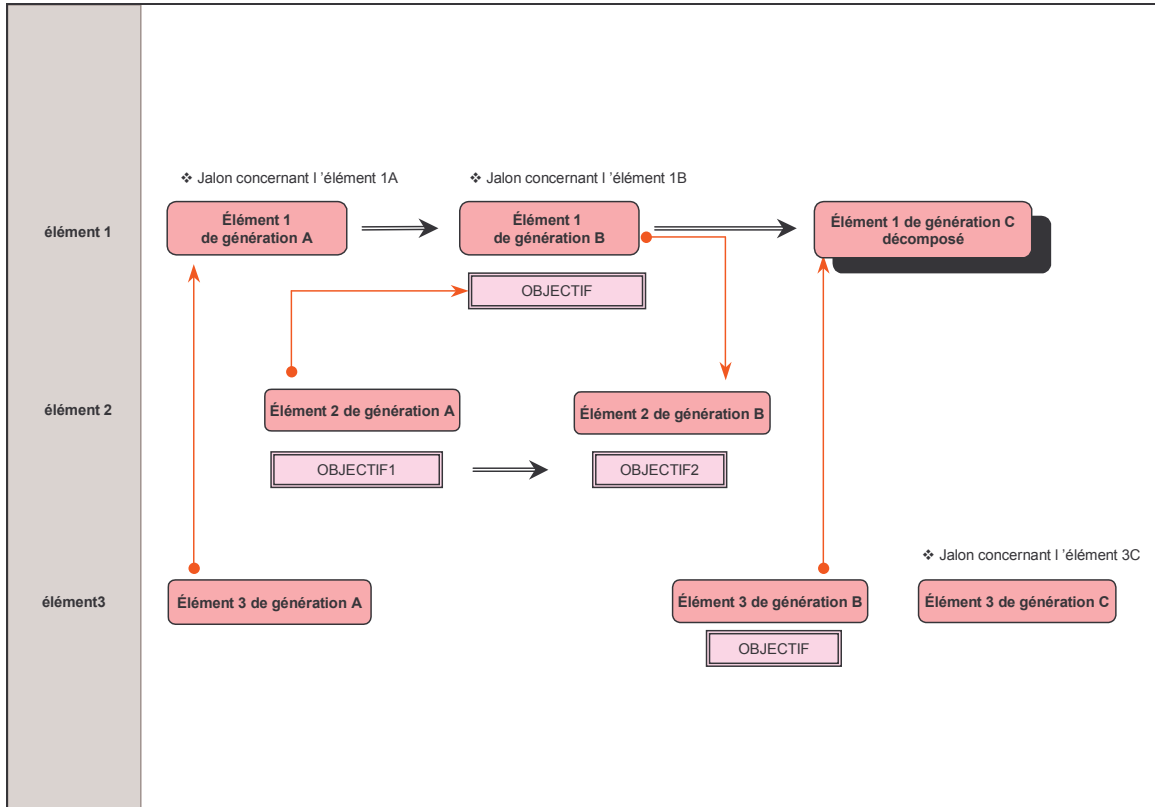 ❖ Jalon concernant l ’élément 1A
❖ Jalon concernant l ’élément 1B
élément 1
Élément 1
de génération A
Élément 1
de génération B
Élément 1 de génération C
décomposé
OBJECTIF
élément 2
Élément 2 de génération A
Élément 2 de génération B
OBJECTIF1
OBJECTIF2
❖ Jalon concernant l ’élément 3C
élément3
Élément 3 de génération A
Élément 3 de génération B
Élément 3 de génération C
OBJECTIF